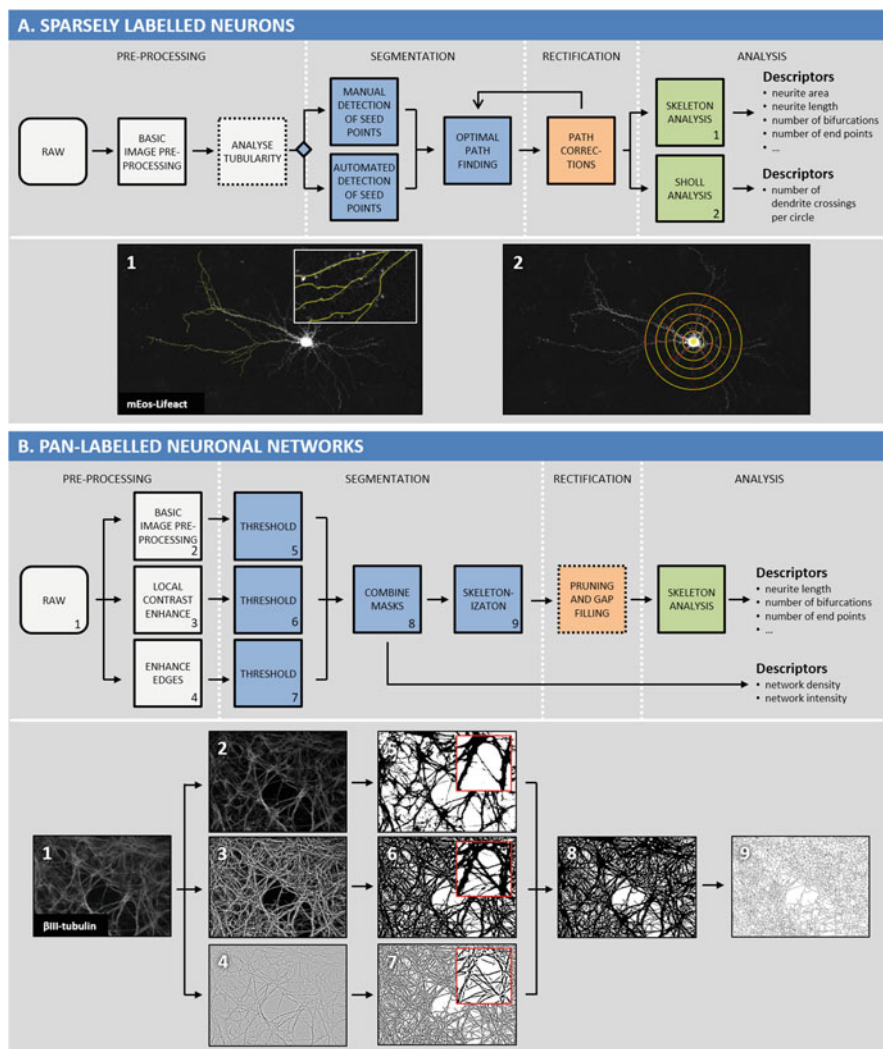 A. SPARSELY LABELLED NEURONS
PRE-PROCESSING
SEGMENTATION
RECTIFICATION
ANALYSIS
RAW
BASIC
IMAGE PRE-
PROCESSING
ANALYSE
TUBULARITY
MANUAL
DETECTION
OF SEED
POINTS
AUTOMATED
DETECTION
OF SEED
POINTS
OPTIMAL
PATH
FINDING
PATH
CORREC-
TIONS
SKELETON
ANALYSIS
1
SHOLL
ANALYSIS
2
Descriptors
• neurite area
• neurite length
• number of bifurcations
• number of end points
• ...
Descriptors
• number of
dendrite crossings
per circle
1
mEos-Lifeact
2
B. PAN-LABELLED NEURONAL NETWORKS
PRE-PROCESSING
SEGMENTATION
RECTIFICATION
ANALYSIS
RAW
1
BASIC
IMAGE PRE-
PROCESSING
2
LOCAL
CONTRAST
ENHANCE
3
ENHANCE
EDGES
4
THRESHOLD
5
THRESHOLD
6
THRESHOLD
7
COMBINE
MASKS
8
SKELETON-
IZATON
9
PRUNING
AND GAP
FILLING
SKELETON
ANALYSIS
Descriptors
• neurite length
• number of bifurcations
• number of end points
• ...
Descriptors
• network density
• network intensity
1
βIII-tubulin
2
3
4
5
6
7
8
9